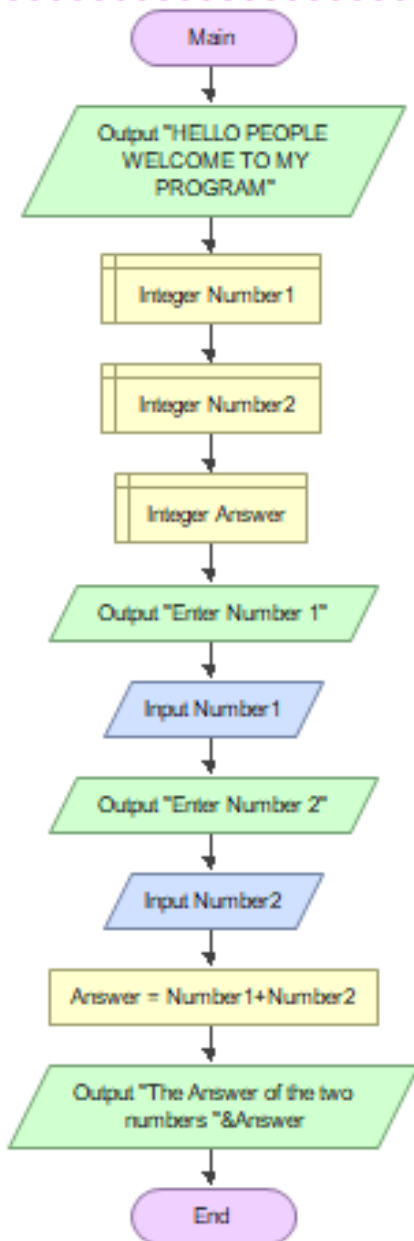 Main
Output "HELLO PEOPLE
WELCOME TO MY
PROGRAM"
Integer Number1
Integer Number2
Integer Answer
Output "Enter Number 1"
Input Number1
Output "Enter Number 2"
Input Number2
Answer = Number1+Number2
Output "The Answer of the two
numbers "&Answer
End